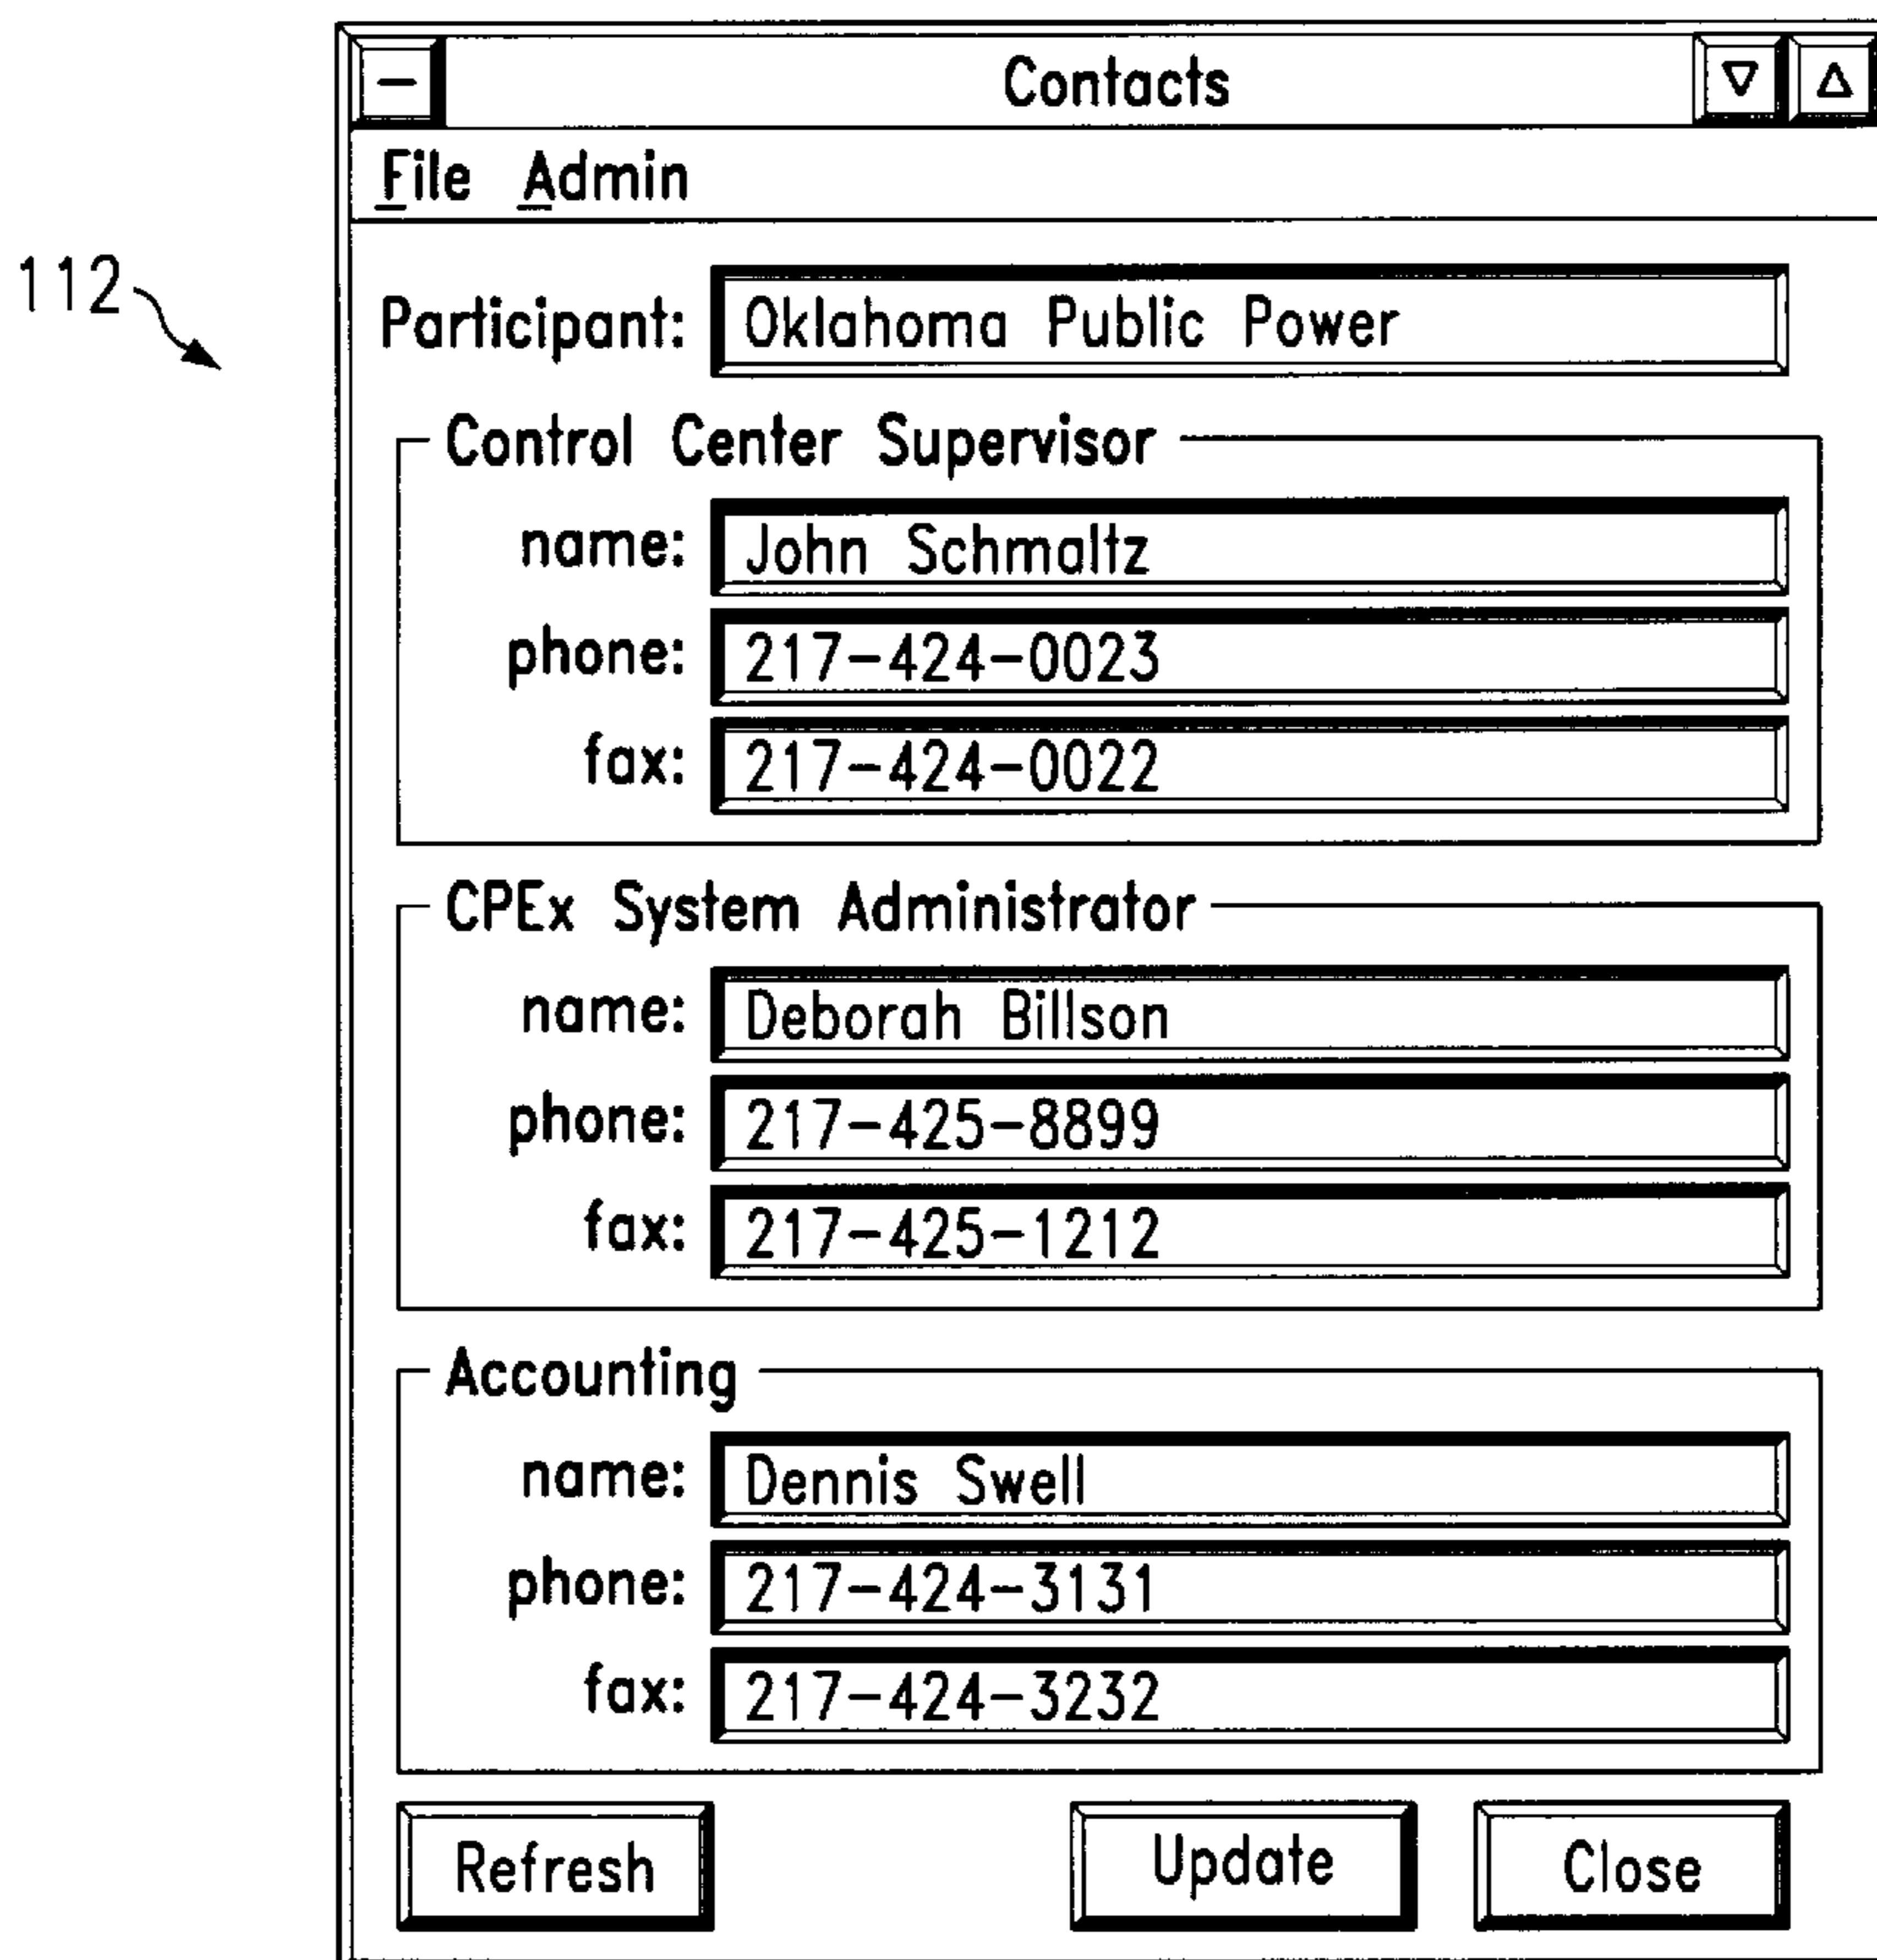 Contacts
File Admin
112
Participant: Oklahoma Public Power
Control Center Supervisor
name: John Schmaltz
phone: 217-424-0023
fax: 217-424-0022
CPEx System Administrator
name: Deborah Billson
phone: 217-425-8899
fax: 217-425-1212
Accounting
name: Dennis Swell
phone: 217-424-3131
fax: 217-424-3232
Refresh Update Close